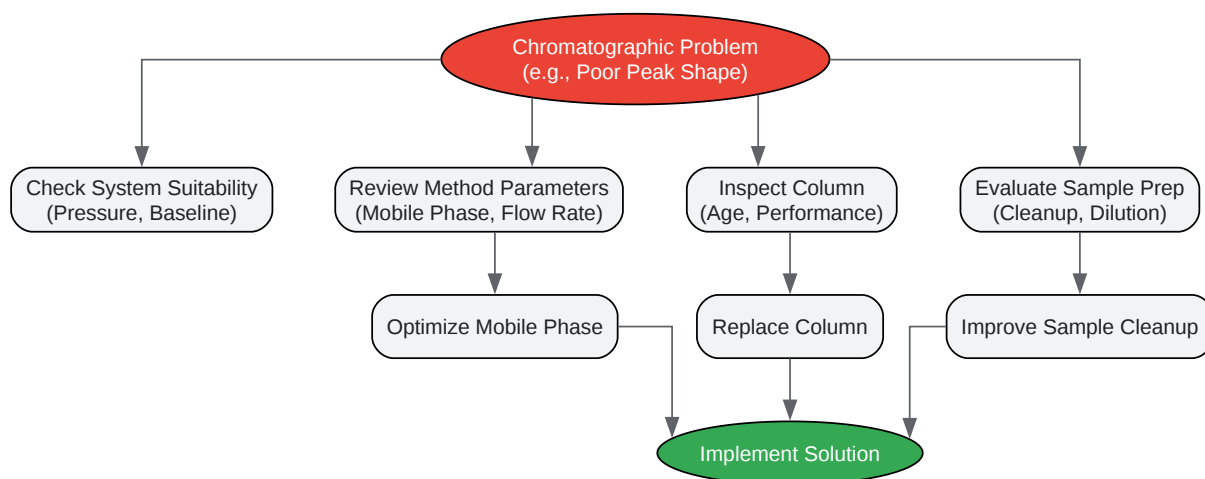 Chromatographic Problem
(e.g., Poor Peak Shape)
Check System Suitability
(Pressure, Baseline)
Review Method Parameters
(Mobile Phase, Flow Rate)
Inspect Column
(Age, Performance)
Evaluate Sample Prep
(Cleanup, Dilution)
Optimize Mobile Phase
Replace Column
Improve Sample Cleanup
Implement Solution